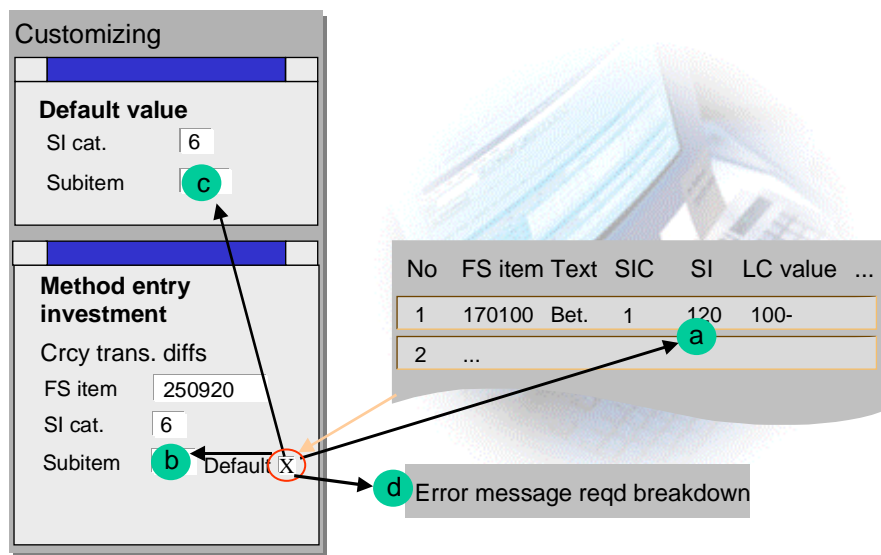 Customizing
Default value
SI cat. 6
Subitem c
Method entry
investment
Crcy trans. diffs
FS item 250920
SI cat. 6
Subitem b Default X
No FS item Text SIC SI LC value ...
1 170100 Bet. 1 120 100-
a
2 ...
d Error message reqd breakdown